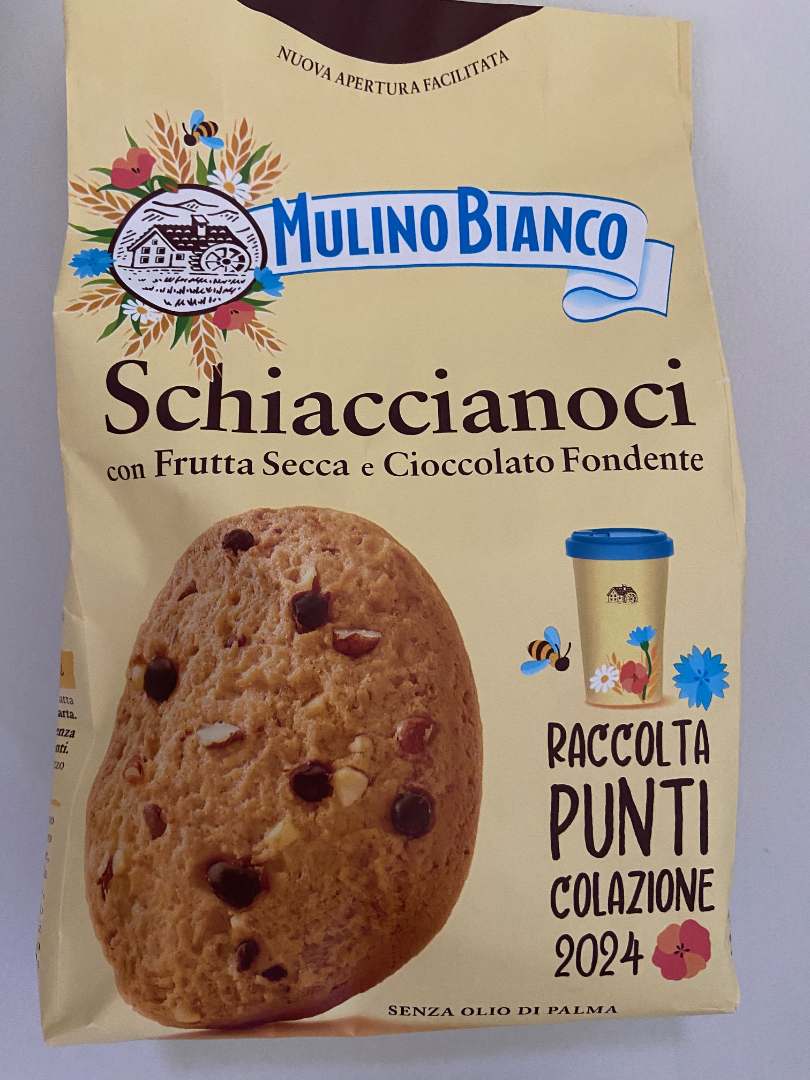 NUOVA APERTURA FACILITATA
MULINO BIANCO
Schiaccianoci
con Frutta Secca e Cioccolato Fondente
RACCOLTA
PUNTI
COLAZIONE
2024
SENZA OLIO DI PALMA